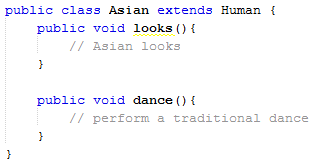 public class Asian extends Human {
    public void looks(){
        // Asian looks
    }

    public void dance(){
        // perform a traditional dance
    }
}